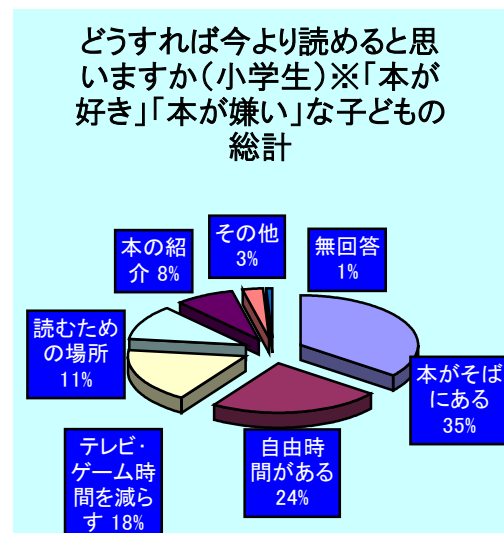 どうすれば今より読めると思
いますか(小学生)※「本が
好き」「本が嫌い」な子どもの
総計
その他
3%
無回答
1%
本の紹
介 8%
読むため
の場所
11%
本がそば
にある
35%
テレビ・
ゲーム時
間を減ら
す 18%
自由時
間がある
24%